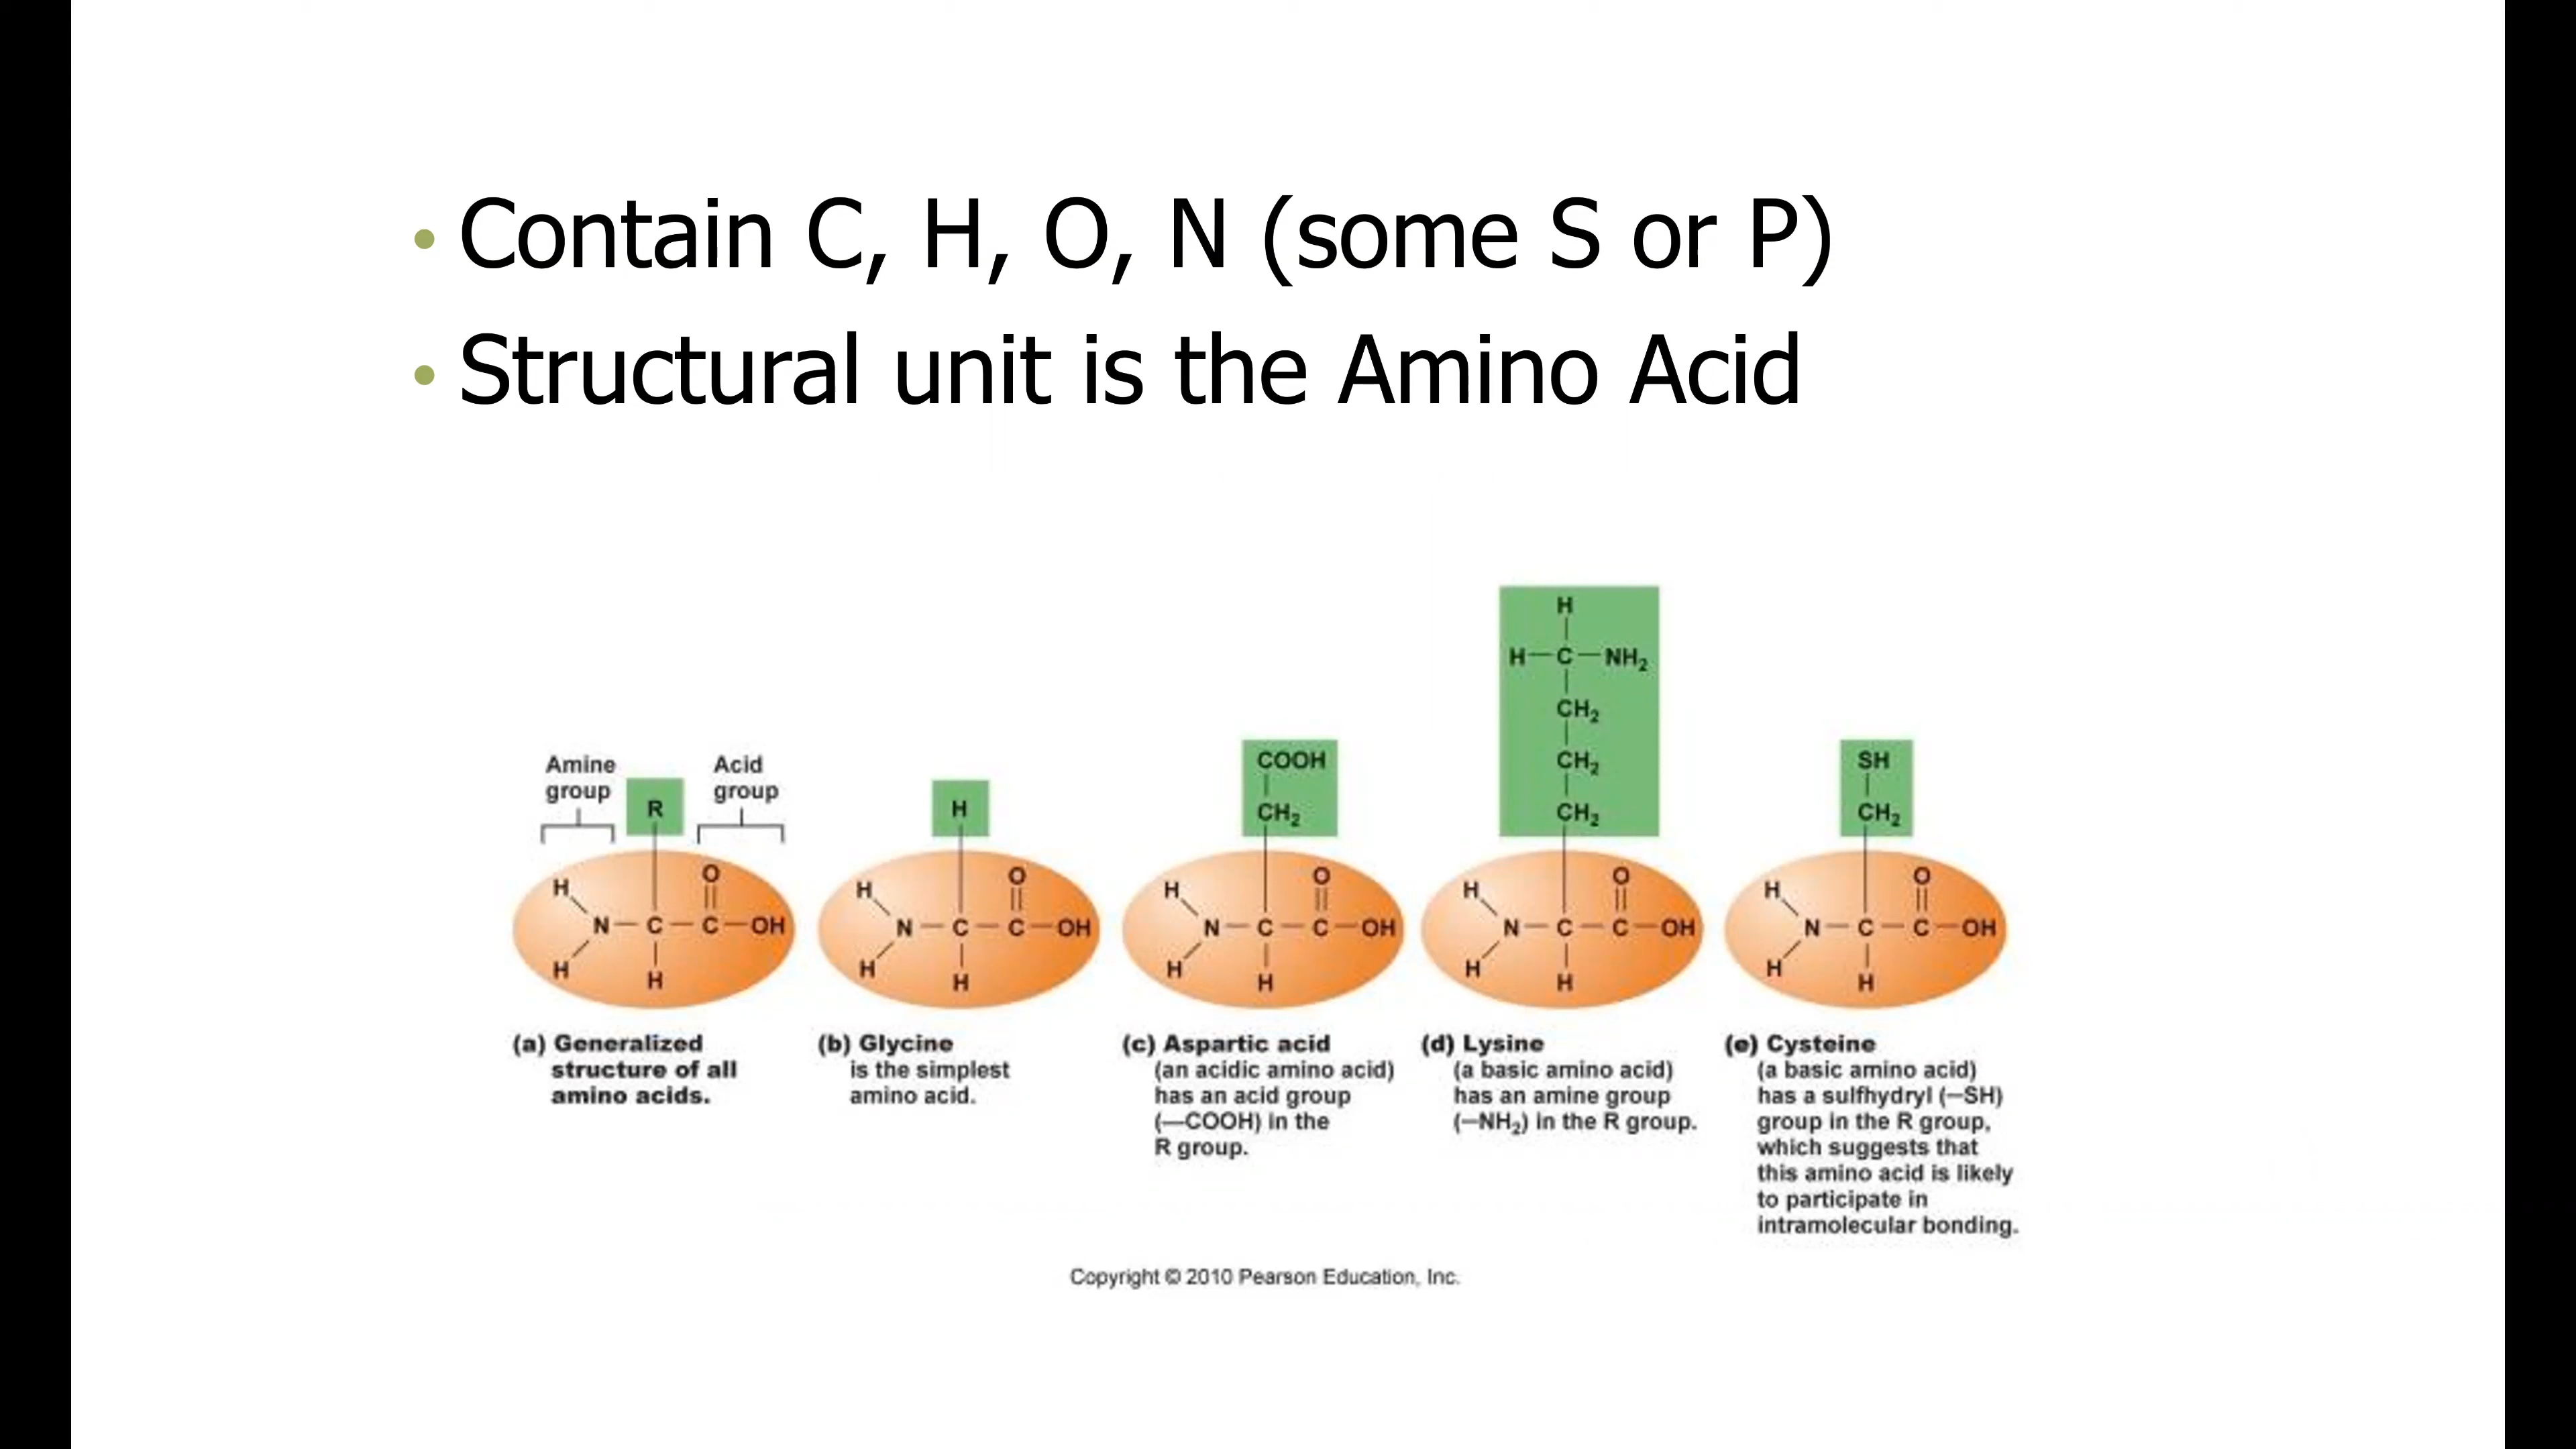 • Contain C, H, O, N (some S or P)
• Structural unit is the Amino Acid
Amine
group
R
Acid
group
H
N — C — C — OH
O
H
H
(a) Generalized
structure of all
amino acids.
H
H
N — C — C — OH
O
H
H
(b) Glycine
is the simplest
amino acid.
COOH
CH₂
H
N — C — C — OH
O
H
H
(c) Aspartic acid
(an acidic amino acid)
has an acid group
(—COOH) in the
R group.
H
H—C—NH₂
CH₂
CH₂
CH₂
H
N — C — C — OH
O
H
H
(d) Lysine
(a basic amino acid)
has an amine group
(—NH₂) in the R group.
SH
CH₂
H
N — C — C — OH
O
H
H
(e) Cysteine
(a basic amino acid)
has a sulfhydryl (—SH)
group in the R group,
which suggests that
this amino acid is likely
to participate in
intramolecular bonding.
Copyright © 2010 Pearson Education, Inc.